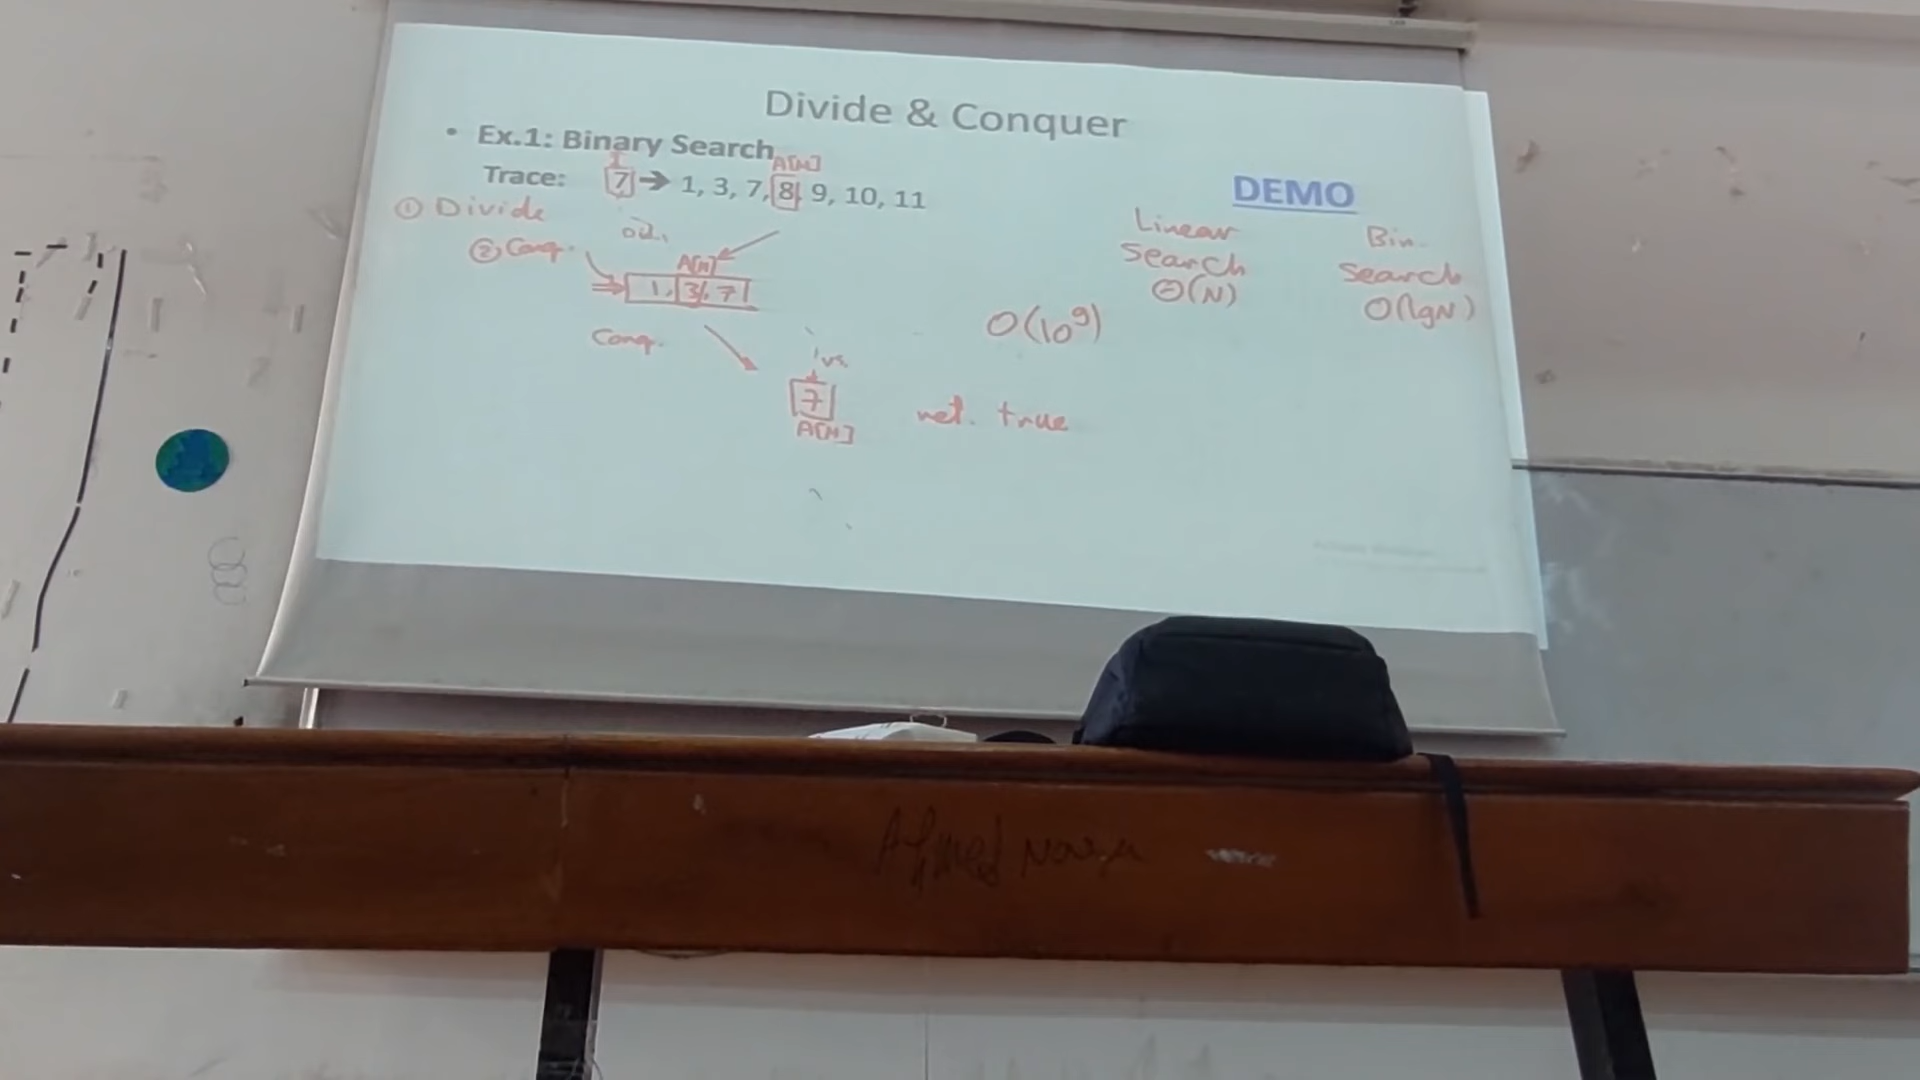 Divide & Conquer
• Ex.1: Binary Search
A[M]
Trace: 7 → 1, 3, 7, 8, 9, 10, 11
DEMO
① Divide
② Conq.
A[M]
1, 3, 7
Conq.
vs.
7
A[M]
ret. true
O(10⁹)
Linear
Search
Θ(N)
Bin.
Search
O(lgN)